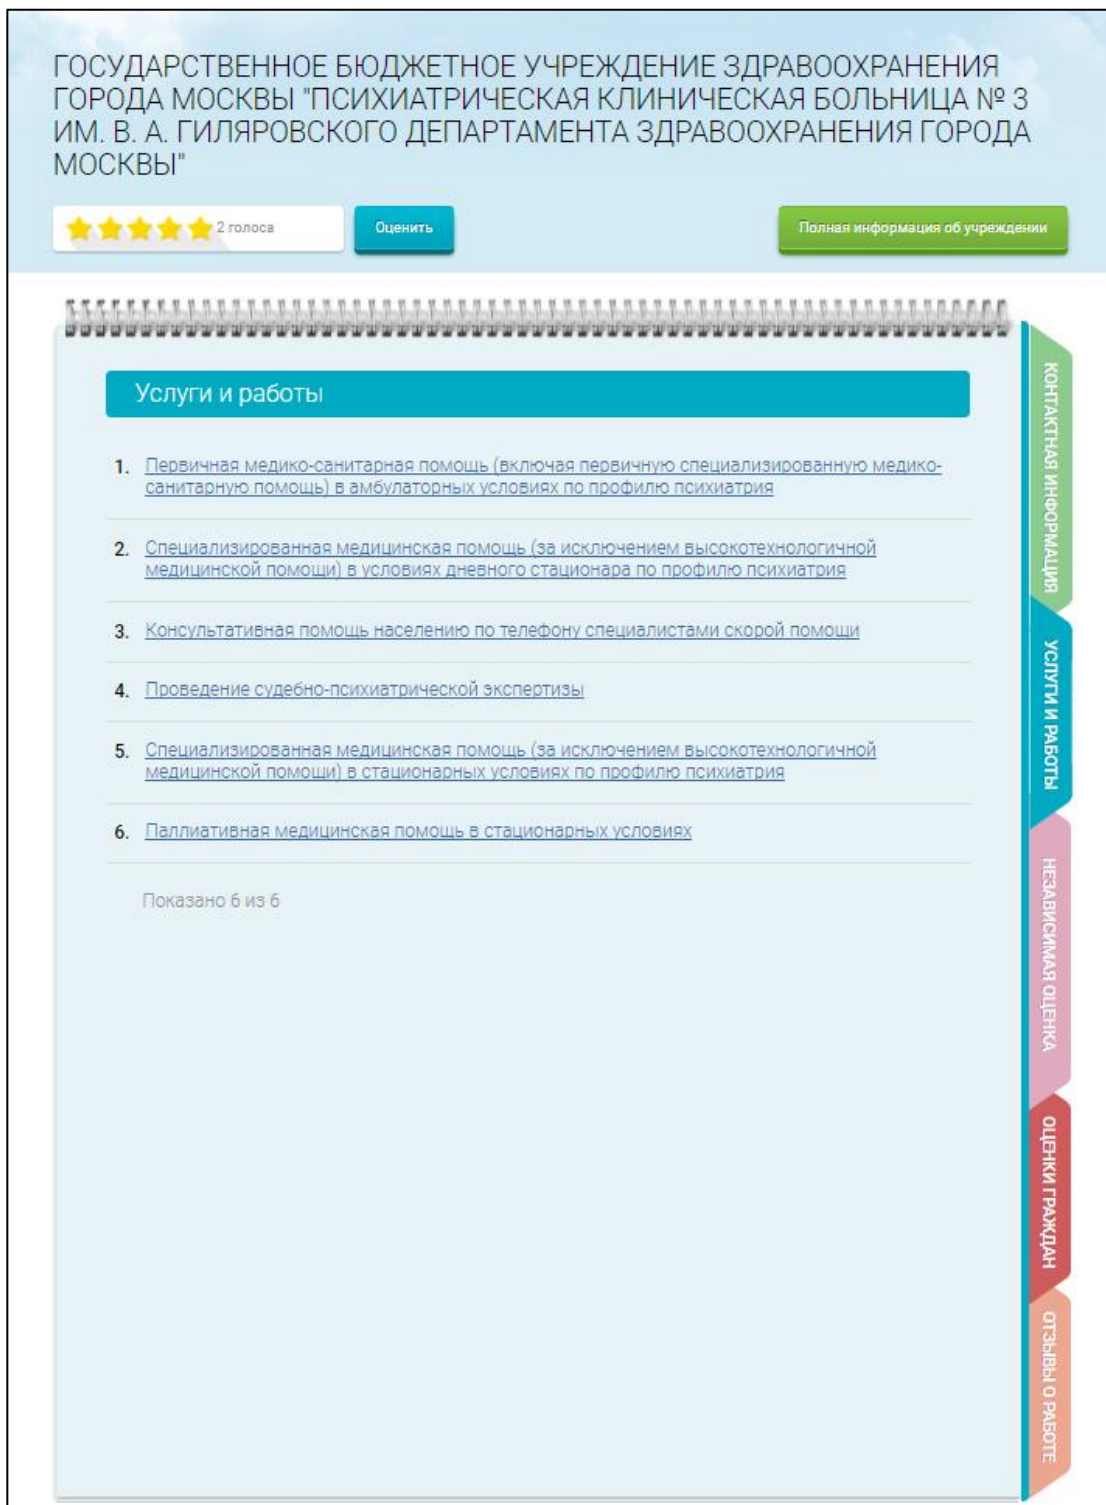 ГОСУДАРСТВЕННОЕ БЮДЖЕТНОЕ УЧРЕЖДЕНИЕ ЗДРАВООХРАНЕНИЯ
ГОРОДА МОСКВЫ "ПСИХИАТРИЧЕСКАЯ КЛИНИЧЕСКАЯ БОЛЬНИЦА № 3
ИМ. В. А. ГИЛЯРОВСКОГО ДЕПАРТАМЕНТА ЗДРАВООХРАНЕНИЯ ГОРОДА
МОСКВЫ"
2 голоса
Оценить
Полная информация об учреждении
Услуги и работы
1. Первичная медико-санитарная помощь (включая первичную специализированную медико-
санитарную помощь) в амбулаторных условиях по профилю психиатрия
2. Специализированная медицинская помощь (за исключением высокотехнологичной
медицинской помощи) в условиях дневного стационара по профилю психиатрия
3. Консультативная помощь населению по телефону специалистами скорой помощи
4. Проведение судебно-психиатрической экспертизы
5. Специализированная медицинская помощь (за исключением высокотехнологичной
медицинской помощи) в стационарных условиях по профилю психиатрия
6. Паллиативная медицинская помощь в стационарных условиях
Показано 6 из 6
КОНТАКТНАЯ ИНФОРМАЦИЯ
УСЛУГИ И РАБОТЫ
НЕЗАВИСИМАЯ ОЦЕНКА
ОЦЕНКИ ГРАЖДАН
ОТЗЫВЫ О РАБОТЕ